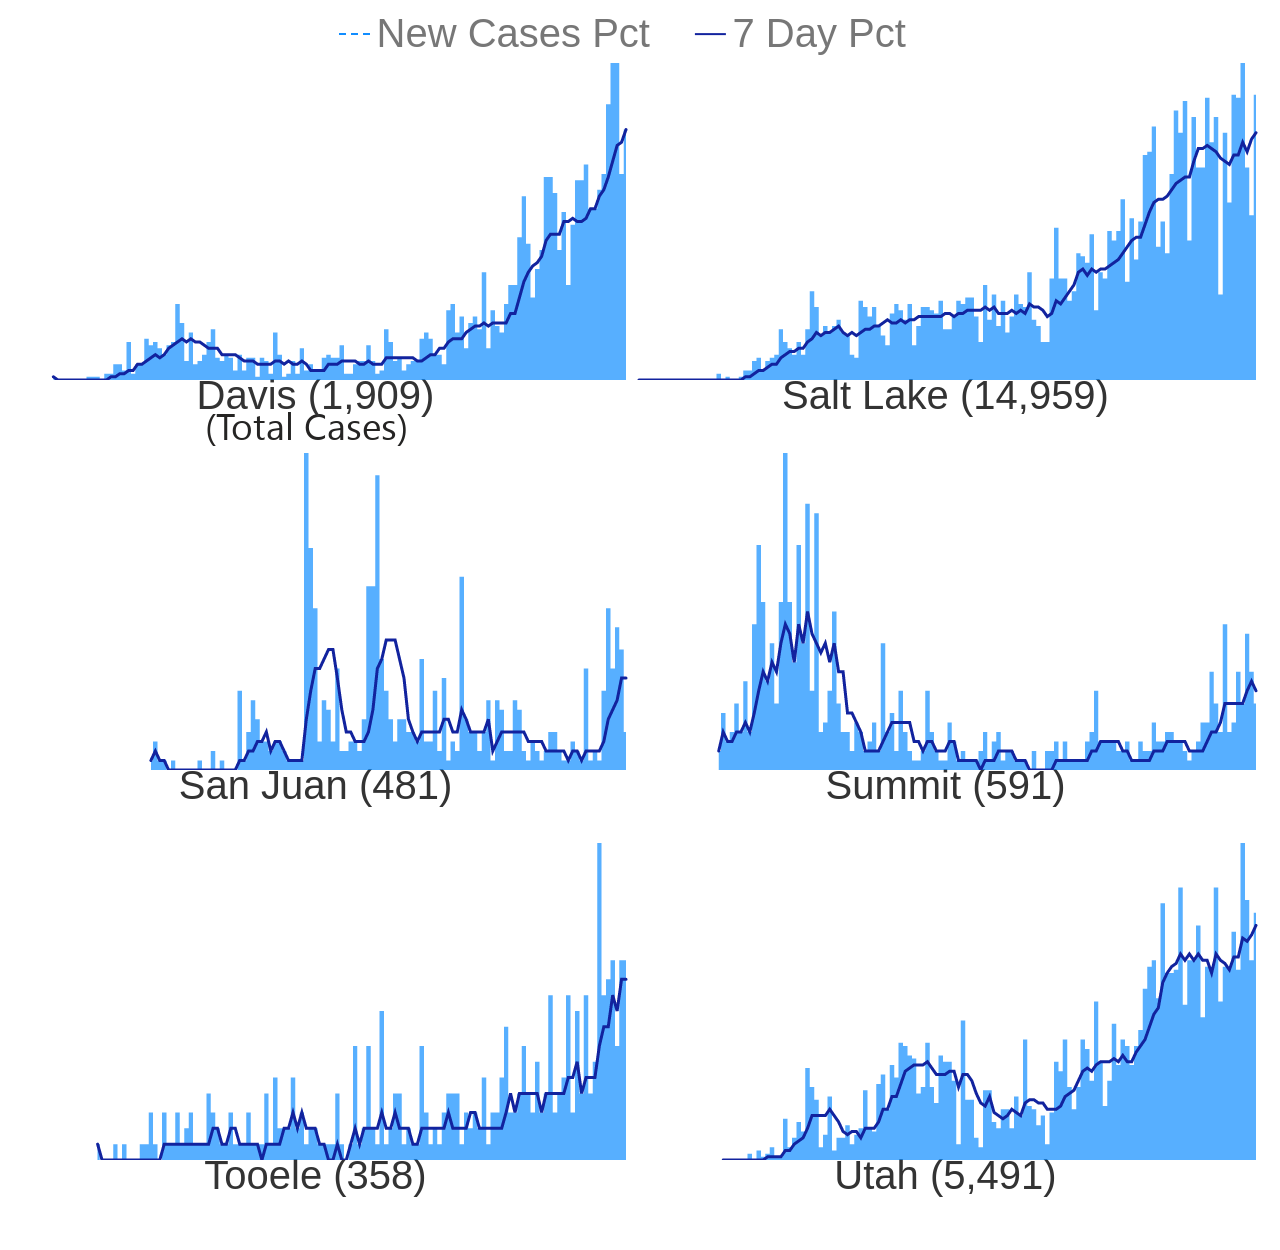 New Cases Pct 7 Day Pct
Davis (1,909) Salt Lake (14,959)
(Total Cases)
San Juan (481) Summit (591)
Tooele (358) Utah (5,491)